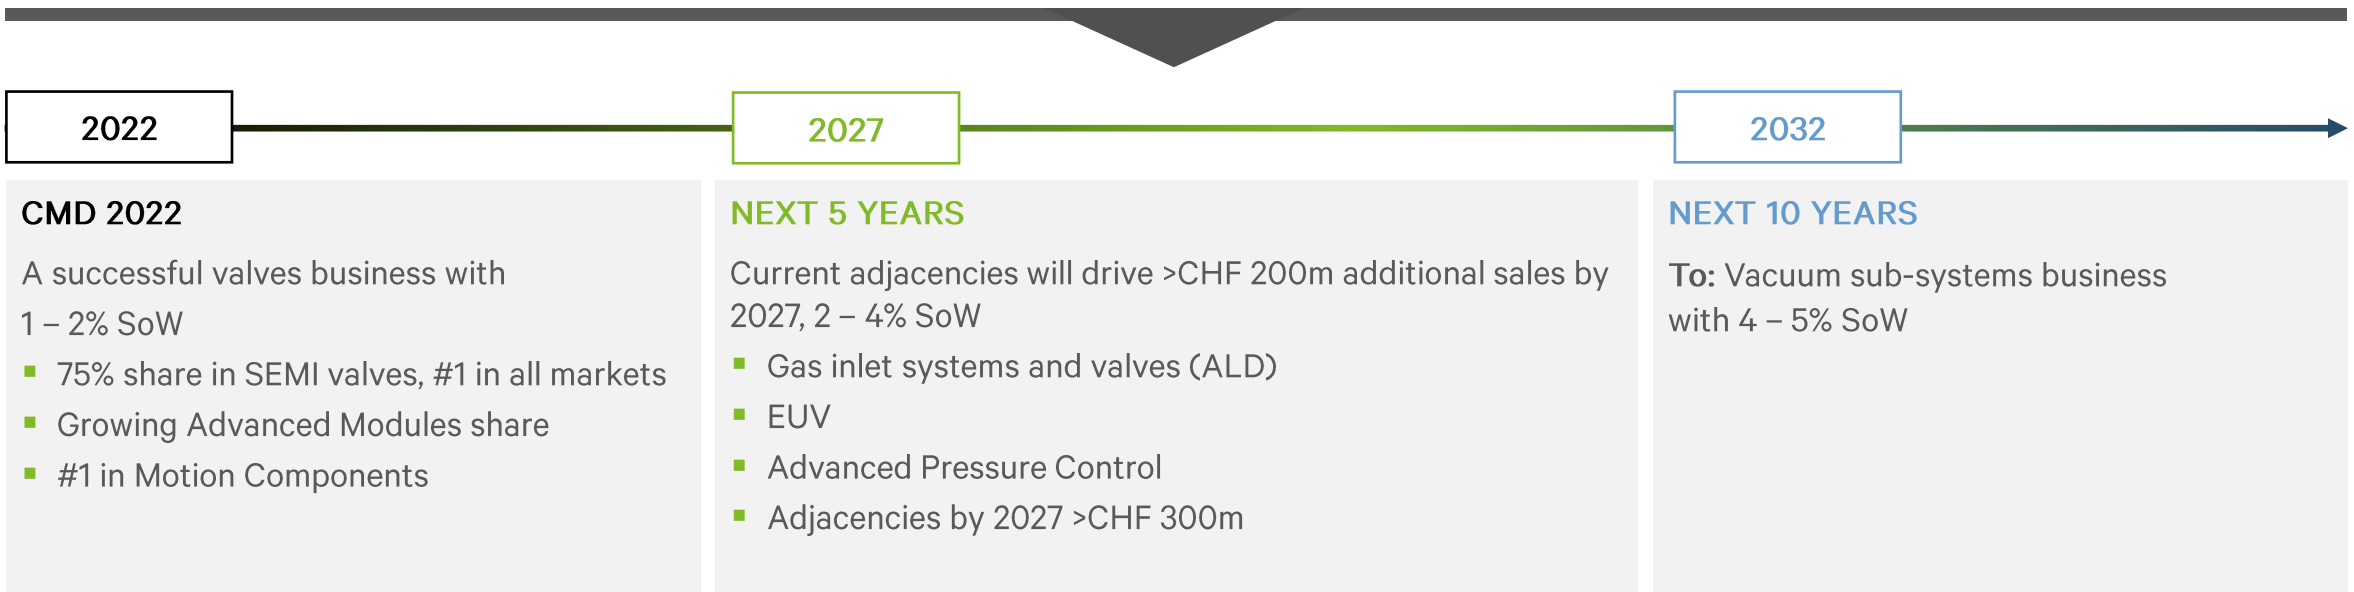 2022
2027
2032
CMD 2022
A successful valves business with
1 – 2% SoW
75% share in SEMI valves, #1 in all markets
Growing Advanced Modules share
#1 in Motion Components
NEXT 5 YEARS
Current adjacencies will drive >CHF 200m additional sales by
2027, 2 – 4% SoW
Gas inlet systems and valves (ALD)
EUV
Advanced Pressure Control
Adjacencies by 2027 >CHF 300m
NEXT 10 YEARS
To: Vacuum sub-systems business
with 4 – 5% SoW